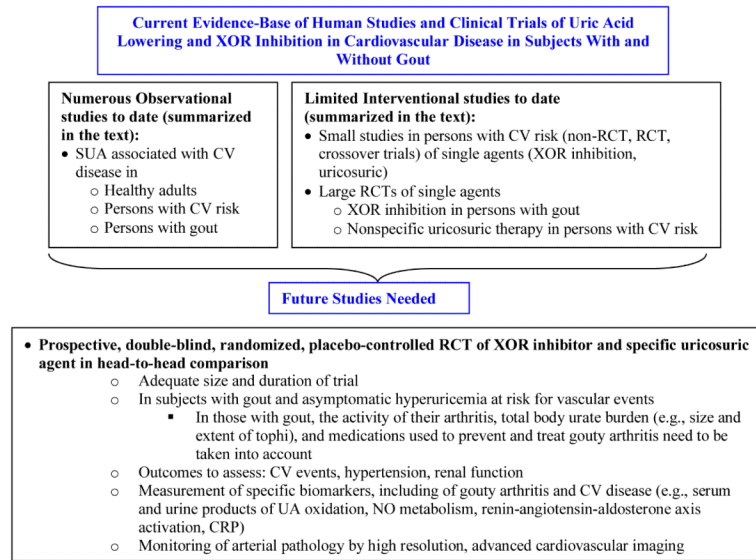 Current Evidence-Base of Human Studies and Clinical Trials of Uric Acid
Lowering and XOR Inhibition in Cardiovascular Disease in Subjects With and
Without Gout
Numerous Observational
studies to date (summarized
in the text):
• SUA associated with CV
disease in
o Healthy adults
o Persons with CV risk
o Persons with gout
Limited Interventional studies to date
(summarized in the text):
• Small studies in persons with CV risk (non-RCT, RCT,
crossover trials) of single agents (XOR inhibition,
uricosuric)
• Large RCTs of single agents
o XOR inhibition in persons with gout
o Nonspecific uricosuric therapy in persons with CV risk
Future Studies Needed
• Prospective, double-blind, randomized, placebo-controlled RCT of XOR inhibitor and specific uricosuric
agent in head-to-head comparison
o Adequate size and duration of trial
o In subjects with gout and asymptomatic hyperuricemia at risk for vascular events
▪ In those with gout, the activity of their arthritis, total body urate burden (e.g., size and
extent of tophi), and medications used to prevent and treat gouty arthritis need to be
taken into account
o Outcomes to assess: CV events, hypertension, renal function
o Measurement of specific biomarkers, including of gouty arthritis and CV disease (e.g., serum
and urine products of UA oxidation, NO metabolism, renin-angiotensin-aldosterone axis
activation, CRP)
o Monitoring of arterial pathology by high resolution, advanced cardiovascular imaging